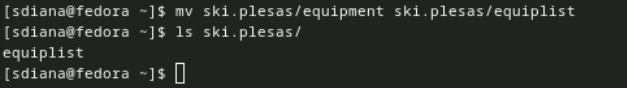 [sdiana@fedora ~]$ mv ski.plesas/equipment ski.plesas/equiplist
[sdiana@fedora ~]$ ls ski.plesas/
equiplist
[sdiana@fedora ~]$